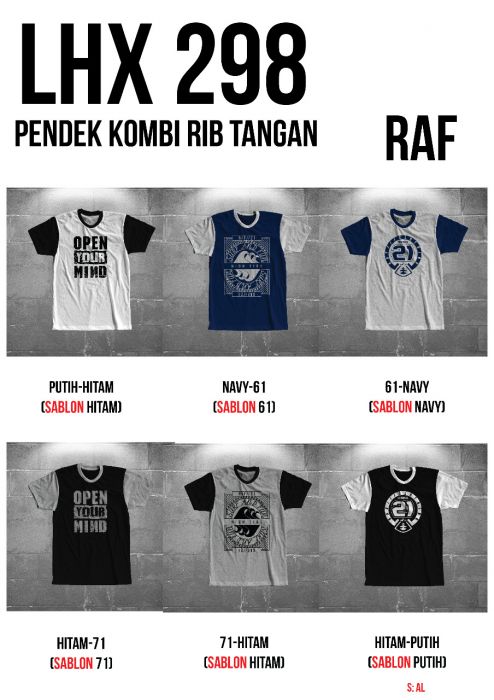 LHX 298
PENDEK KOMBI RIB TANGAN
RAF
OPEN
YOUR
MIND
21
PUTIH-HITAM
(SABLON HITAM)
NAVY-61
(SABLON 61)
61-NAVY
(SABLON NAVY)
OPEN
YOUR
MIND
21
HITAM-71
(SABLON 71)
71-HITAM
(SABLON HITAM)
HITAM-PUTIH
(SABLON PUTIH)
S: AL